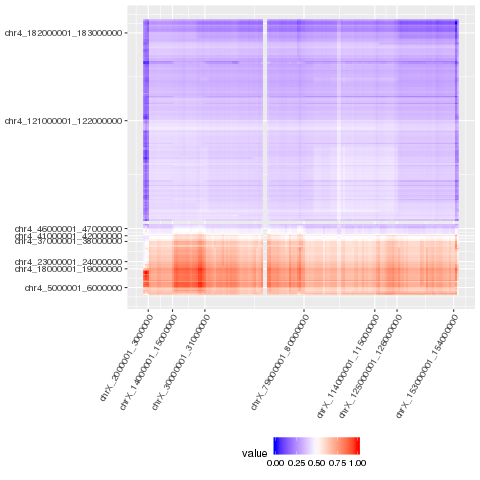 chr4_182000001_183000000
chr4_121000001_122000000
chr4_46000001_47000000
chr4_41000001_42000000
chr4_37000001_38000000
chr4_23000001_24000000
chr4_18000001_19000000
chr4_5000001_6000000
chrX_2000001_3000000
chrX_14000001_15000000
chrX_30000001_31000000
chrX_79000001_80000000
chrX_114000001_115000000
chrX_125000001_126000000
chrX_153000001_154000000
value
0.00 0.25 0.50 0.75 1.00